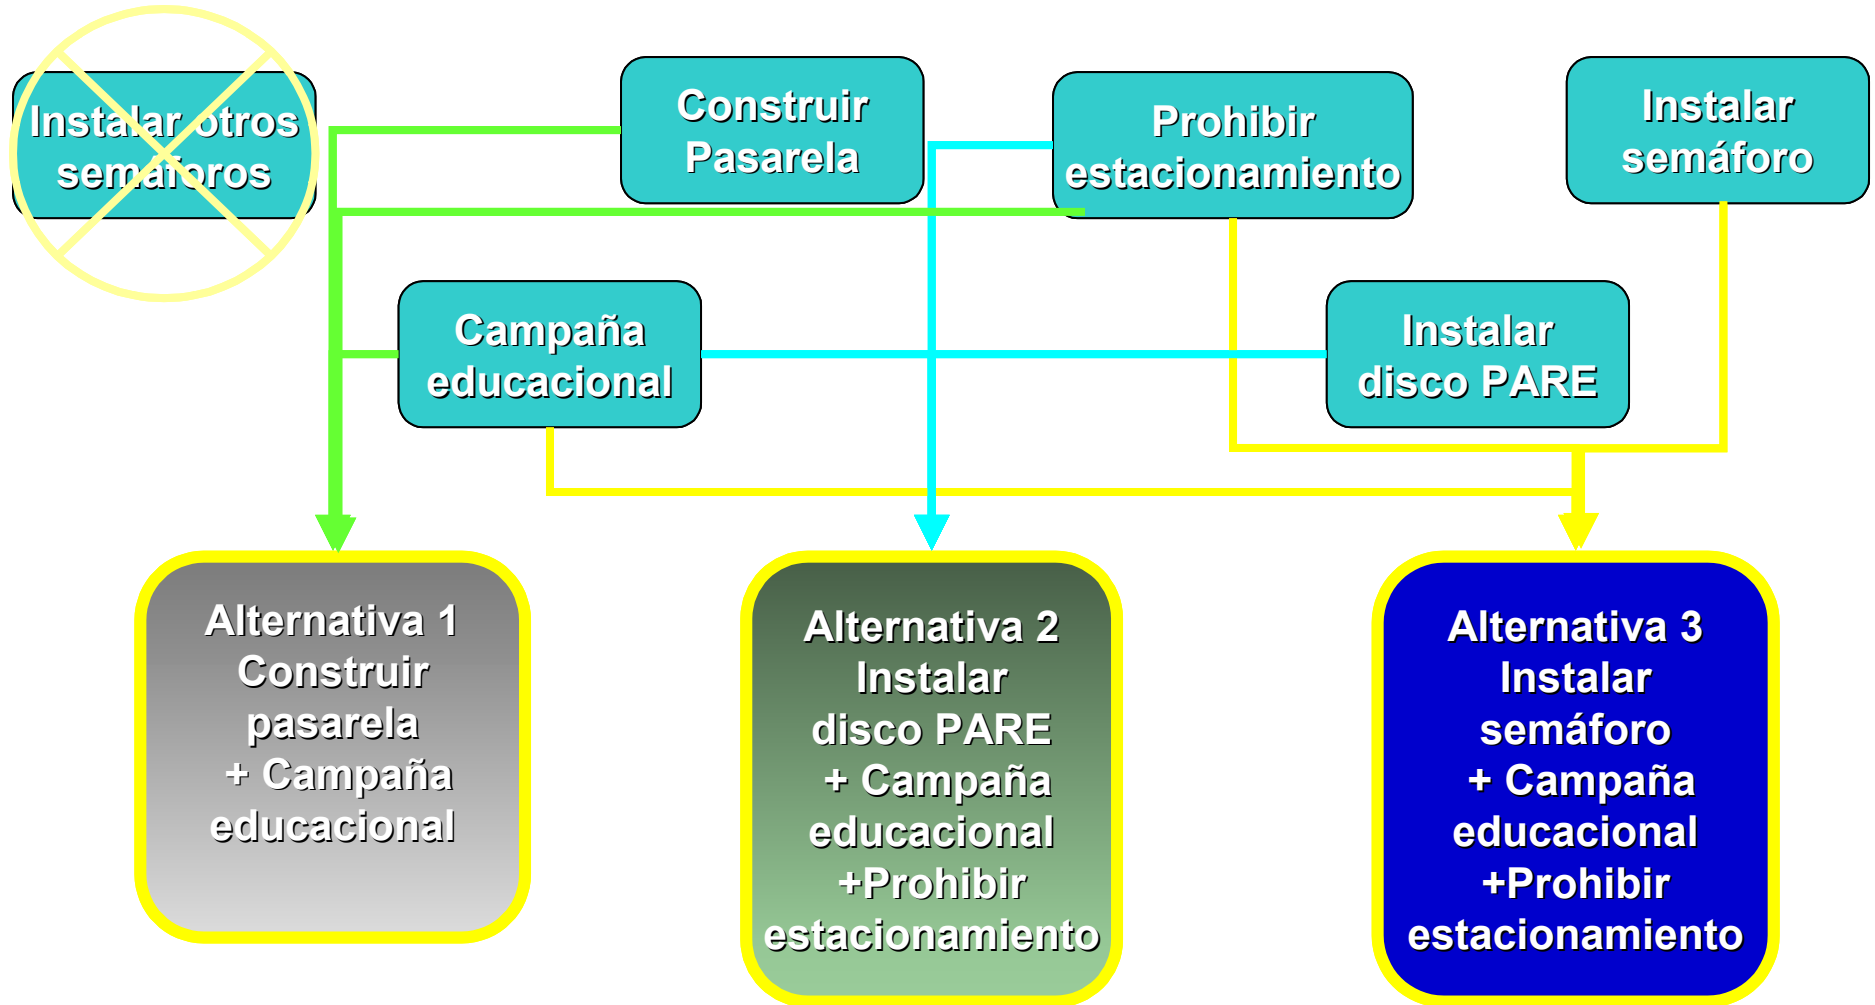 Instalar otros
semáforos
Construir
Pasarela
Prohibir
estacionamiento
Instalar
semáforo
Campaña
educacional
Instalar
disco PARE
Alternativa 1
Construir
pasarela
+ Campaña
educacional
Alternativa 2
Instalar
disco PARE
+ Campaña
educacional
+Prohibir
estacionamiento
Alternativa 3
Instalar
semáforo
+ Campaña
educacional
+Prohibir
estacionamiento